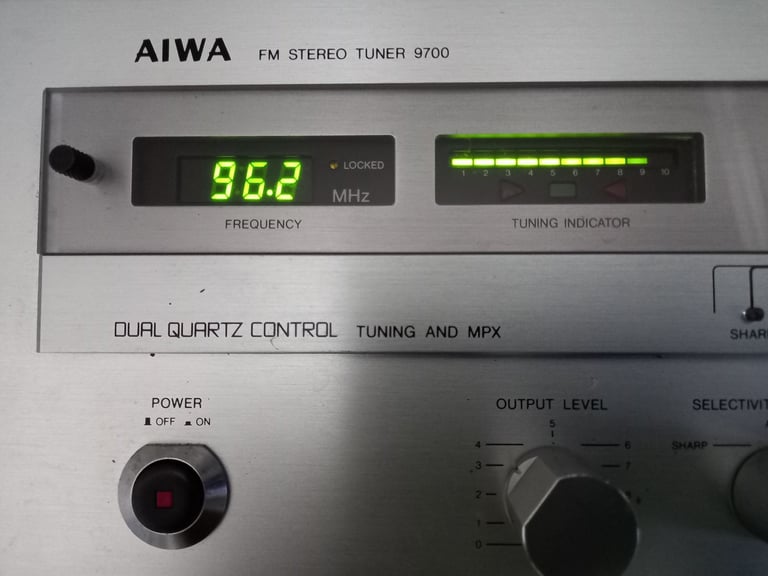 AIWA FM STEREO TUNER 9700
96.2
LOCKED
MHz
FREQUENCY
1 2 3 4 5 6 7 8 9 10
TUNING INDICATOR
DUAL QUARTZ CONTROL TUNING AND MPX
SHAR
POWER
OFF ON
OUTPUT LEVEL
5
4 6
3 7
2
1
0
SELECTIVIT
SHARP